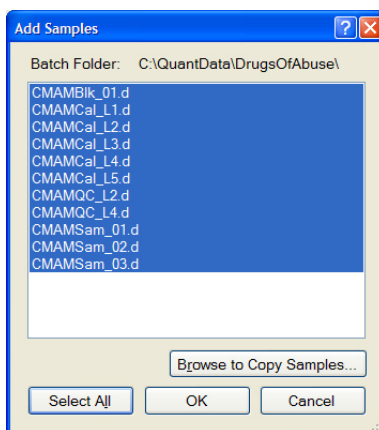 Add Samples
Batch Folder: C:\QuantData\DrugsOfAbuse\
CMAMBlk_01.d
CMAMCal_L1.d
CMAMCal_L2.d
CMAMCal_L3.d
CMAMCal_L4.d
CMAMCal_L5.d
CMAMQC_L2.d
CMAMQC_L4.d
CMAMSam_01.d
CMAMSam_02.d
CMAMSam_03.d
Browse to Copy Samples...
Select All OK Cancel